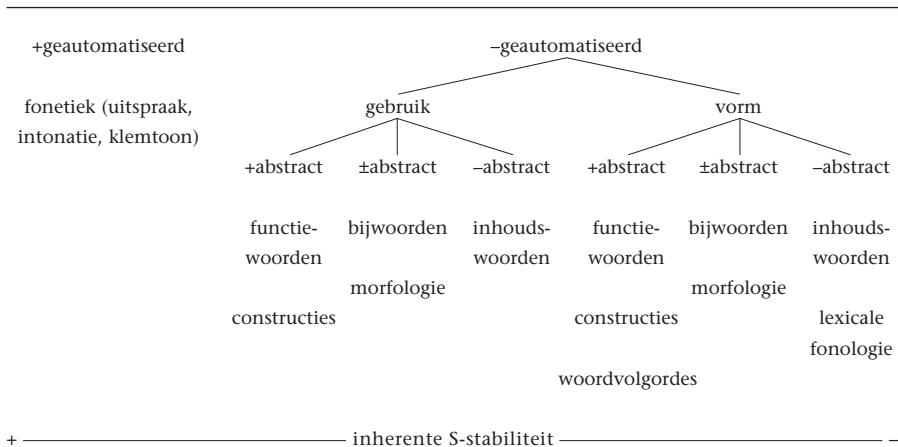 +geautomatiseerd –geautomatiseerd
fonetiek (uitspraak, gebruik vorm
intonatie, klemtoon)
+abstract ±abstract –abstract +abstract ±abstract –abstract
functie- bijwoorden inhouds- functie- bijwoorden inhouds-
woorden woorden woorden woorden
morfologie morfologie
constructies constructies lexicale
fonologie
woordvolgordes
+ inherente S-stabiliteit –